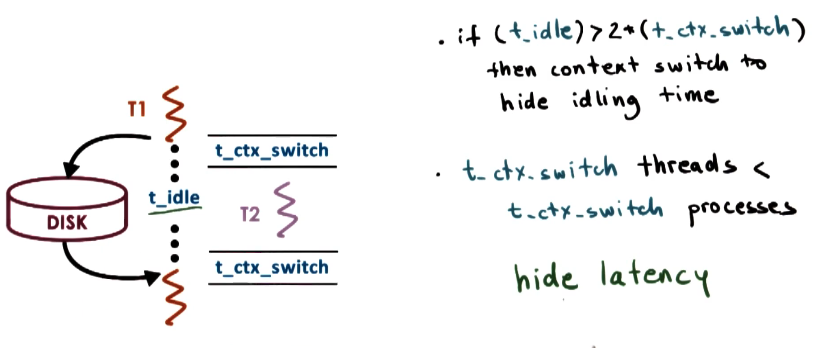 T1
t_ctx_switch
t_idle
DISK
T2
t_ctx_switch
. if (t_idle) > 2*(t_ctx_switch)
then context switch to
hide idling time
. t_ctx_switch threads <
t_ctx_switch processes
hide latency